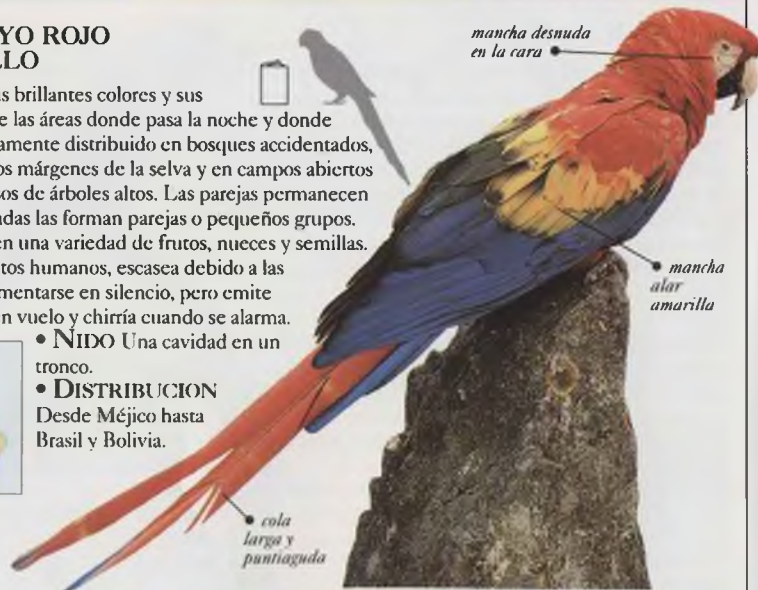 YO ROJO
LLO
s brillantes colores y sus
e las áreas donde pasa la noche y donde
amente distribuido en bosques accidentados,
os márgenes de la selva y en campos abiertos
os de árboles altos. Las parejas permanecen
adas las forman parejas o pequeños grupos.
en una variedad de frutos, nueces y semillas.
tos humanos, escasea debido a las
mentarse en silencio, pero emite
n vuelo y chirría cuando se alarma.
• NIDO Una cavidad en un
tronco.
• DISTRIBUCION
Desde Méjico hasta
Brasil y Bolivia.
mancha desnuda
en la cara
mancha
alar
amarilla
cola
larga y
puntiaguda